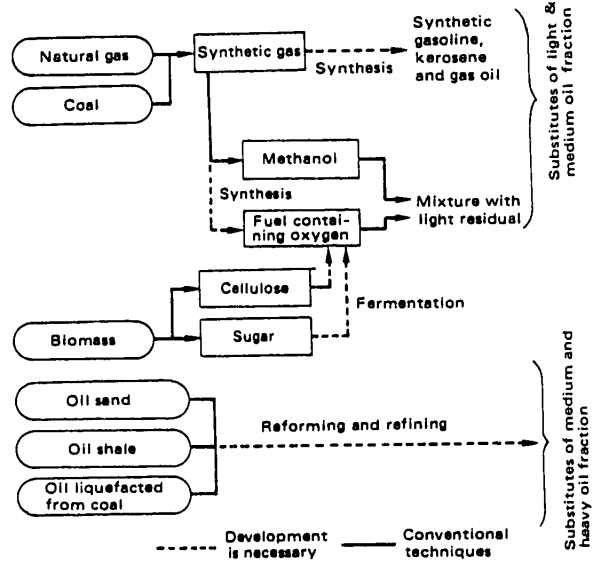 Natural gas
Coal
Synthetic gas
Synthesis
Synthetic
gasoline,
kerosene
and gas oil
Substitutes of light &
medium oil fraction
Methanol
Synthesis
Fuel contai-
ning oxygen
Mixture with
light residual
Cellulose
Fermentation
Biomass
Sugar
Oil sand
Oil shale
Oil liquefacted
from coal
Reforming and refining
Substitutes of medium and
heavy oil fraction
Development
is necessary
Conventional
techniques